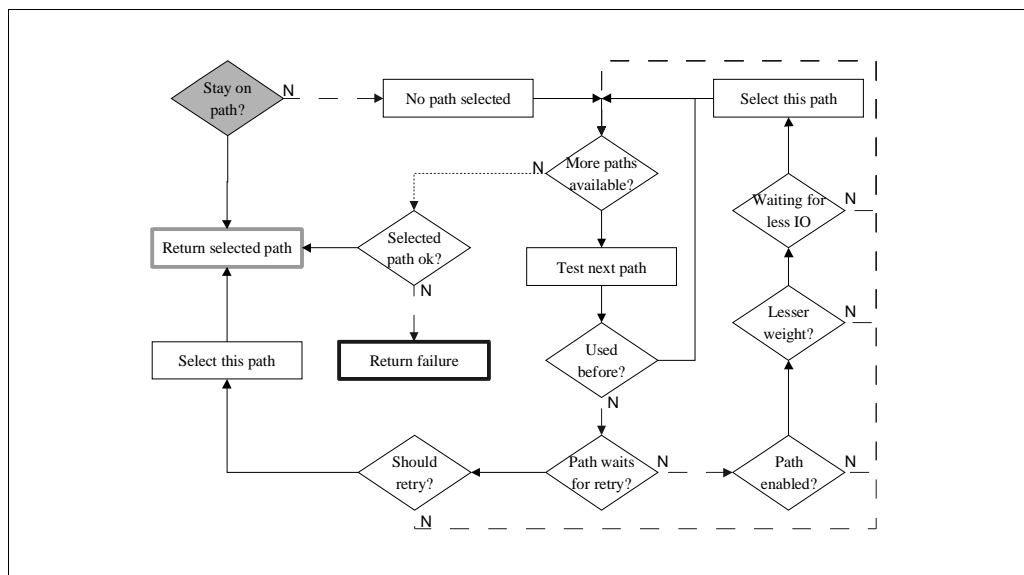 Stay on
path?
N
No path selected
Select this path
More paths
available?
N
Waiting for
less IO
N
Return selected path
Selected
path ok?
N
Test next path
Lesser
weight?
N
Select this path
Return failure
Used
before?
N
Should
retry?
N
Path waits
for retry?
N
Path
enabled?
N